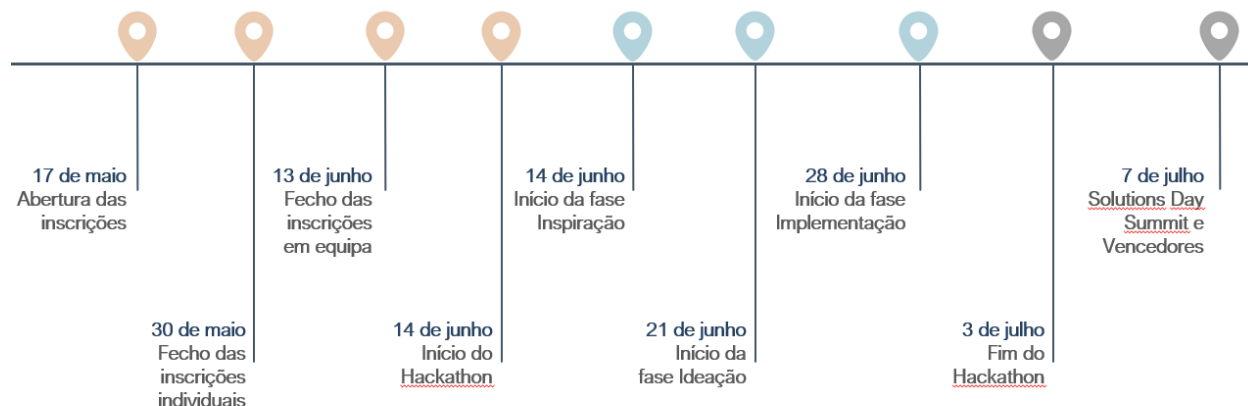 17 de maio
Abertura das
inscrições
30 de maio
Fecho das
inscrições
individuais
13 de junho
Fecho das
inscrições
em equipa
14 de junho
Início do
Hackathon
14 de junho
Início da fase
Inspiração
21 de junho
Início da
fase Ideação
28 de junho
Início da fase
Implementação
3 de julho
Fim do
Hackathon
7 de julho
Solutions Day
Summit e
Vencedores